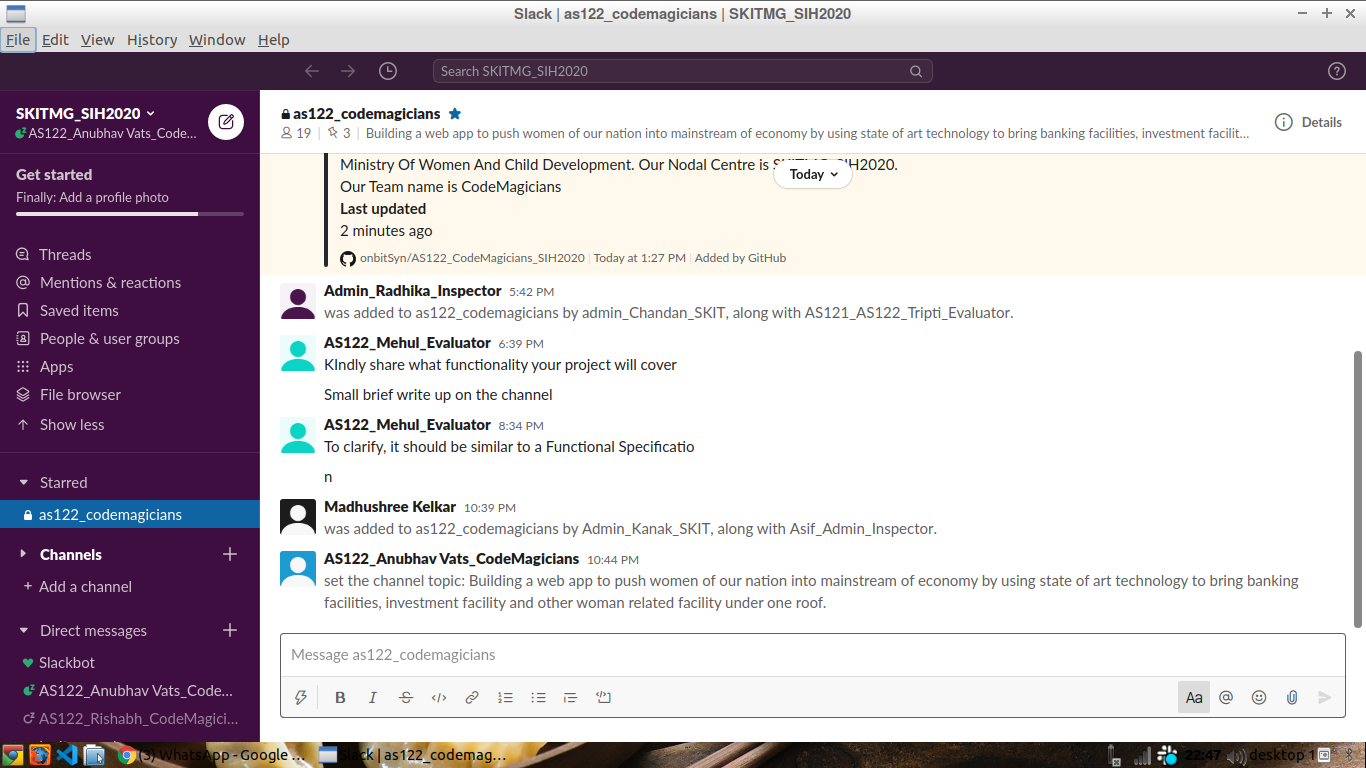 Slack | as122_codemagicians | SKITMG_SIH2020
File Edit View History Window Help
Search SKITMG_SIH2020
SKITMG_SIH2020
AS122_Anubhav Vats_Code...
Get started
Finally: Add a profile photo
Threads
Mentions & reactions
Saved items
People & user groups
Apps
File browser
Show less
Starred
as122_codemagicians
Channels
Add a channel
Direct messages
Slackbot
AS122_Anubhav Vats_Code...
AS122_Rishabh_CodeMagici...
as122_codemagicians
19 | 3 | Building a web app to push women of our nation into mainstream of economy by using state of art technology to bring banking facilities, investment facilit...
Details
Today
Ministry Of Women And Child Development. Our Nodal Centre is SKITMG_SIH2020.
Our Team name is CodeMagicians
Last updated
2 minutes ago
onbitSyn/AS122_CodeMagicians_SIH2020 | Today at 1:27 PM | Added by GitHub
Admin_Radhika_Inspector 5:42 PM
was added to as122_codemagicians by admin_Chandan_SKIT, along with AS121_AS122_Tripti_Evaluator.
AS122_Mehul_Evaluator 6:39 PM
KIndly share what functionality your project will cover
Small brief write up on the channel
AS122_Mehul_Evaluator 8:34 PM
To clarify, it should be similar to a Functional Specificatio
n
Madhushree Kelkar 10:39 PM
was added to as122_codemagicians by Admin_Kanak_SKIT, along with Asif_Admin_Inspector.
AS122_Anubhav Vats_CodeMagicians 10:44 PM
set the channel topic: Building a web app to push women of our nation into mainstream of economy by using state of art technology to bring banking
facilities, investment facility and other woman related facility under one roof.
Message as122_codemagicians
B I S Aa @
(3) WhatsApp - Google ... Slack | as122_codemag... 22:47 desktop 1